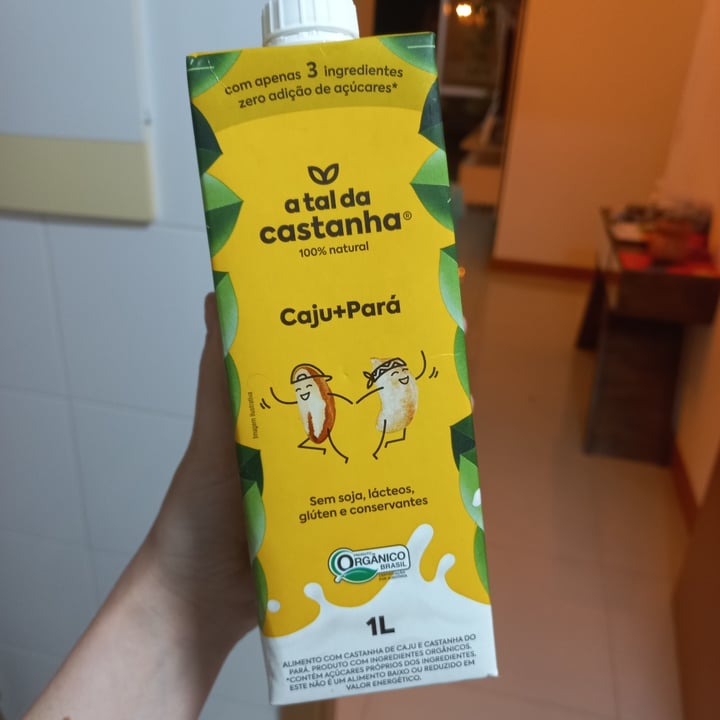 com apenas 3 ingredientes
zero adição de açúcares*
a tal da
castanha®
100% natural
Caju+Pará
Imagem Ilustrativa
Sem soja, lácteos,
glúten e conservantes
PRODUTO
ORGÂNICO
BRASIL
1L
ALIMENTO COM CASTANHA DE CAJU E CASTANHA DO
PARÁ. PRODUTO COM INGREDIENTES ORGÂNICOS.
*CONTÉM AÇÚCARES PRÓPRIOS DOS INGREDIENTES.
ESTE NÃO É UM ALIMENTO BAIXO OU REDUZIDO EM
VALOR ENERGÉTICO.